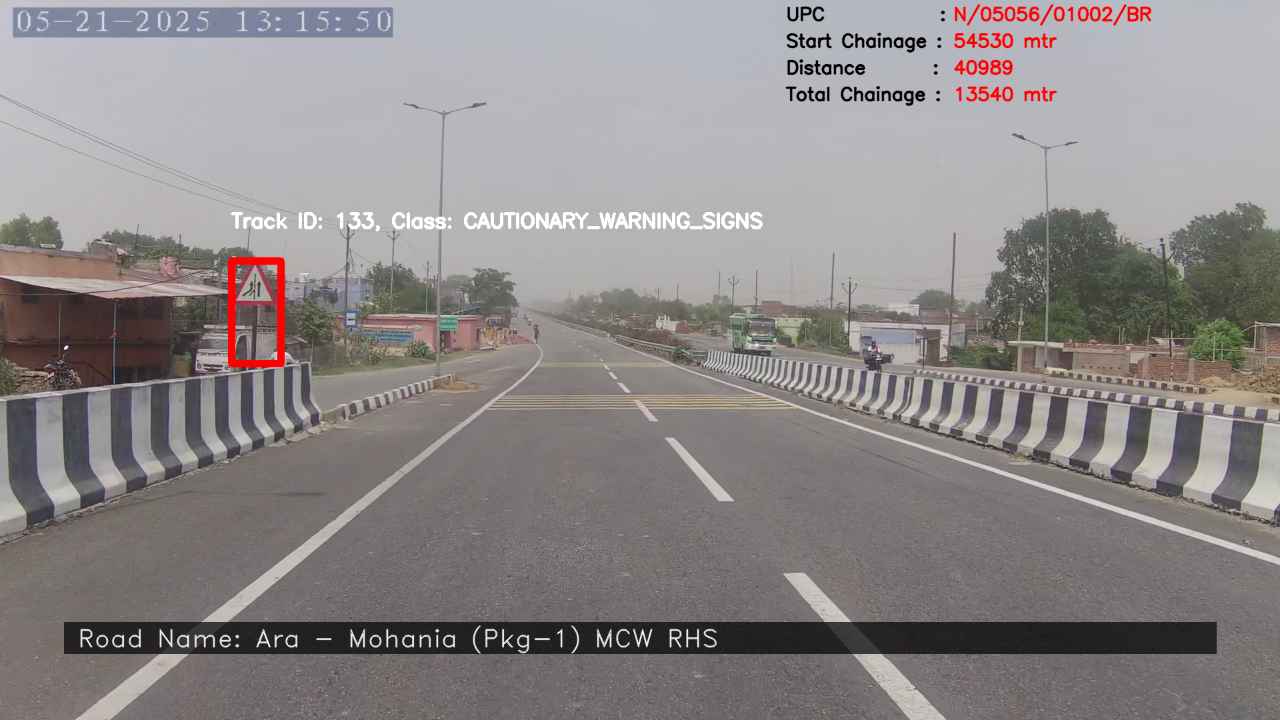 05-21-2025 13:15:50
UPC : N/05056/01002/BR
Start Chainage : 54530 mtr
Distance : 40989
Total Chainage : 13540 mtr
Track ID: 133, Class: CAUTIONARY_WARNING_SIGNS
Road Name: Ara - Mohania (Pkg-1) MCW RHS